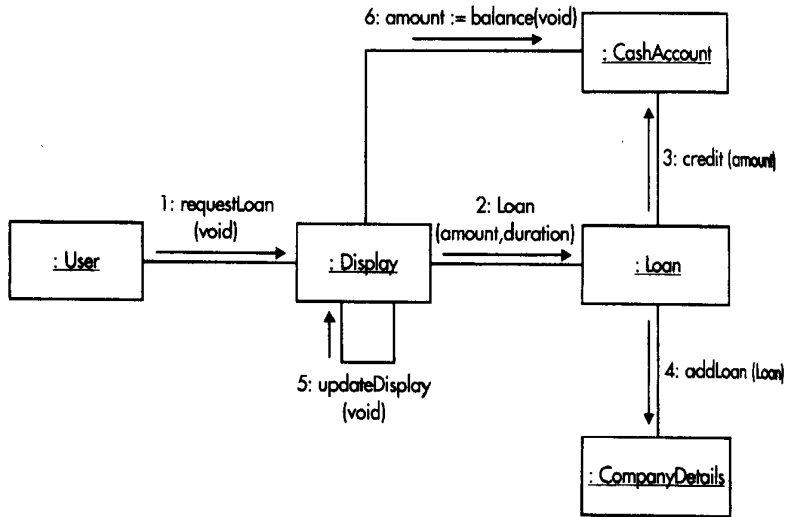 6: amount := balance(void)
: CashAccount
3: credit (amount)
1: requestLoan
(void)
2: Loan
(amount,duration)
: User
: Display
: Loan
5: updateDisplay
(void)
4: addLoan (Loan)
: CompanyDetails